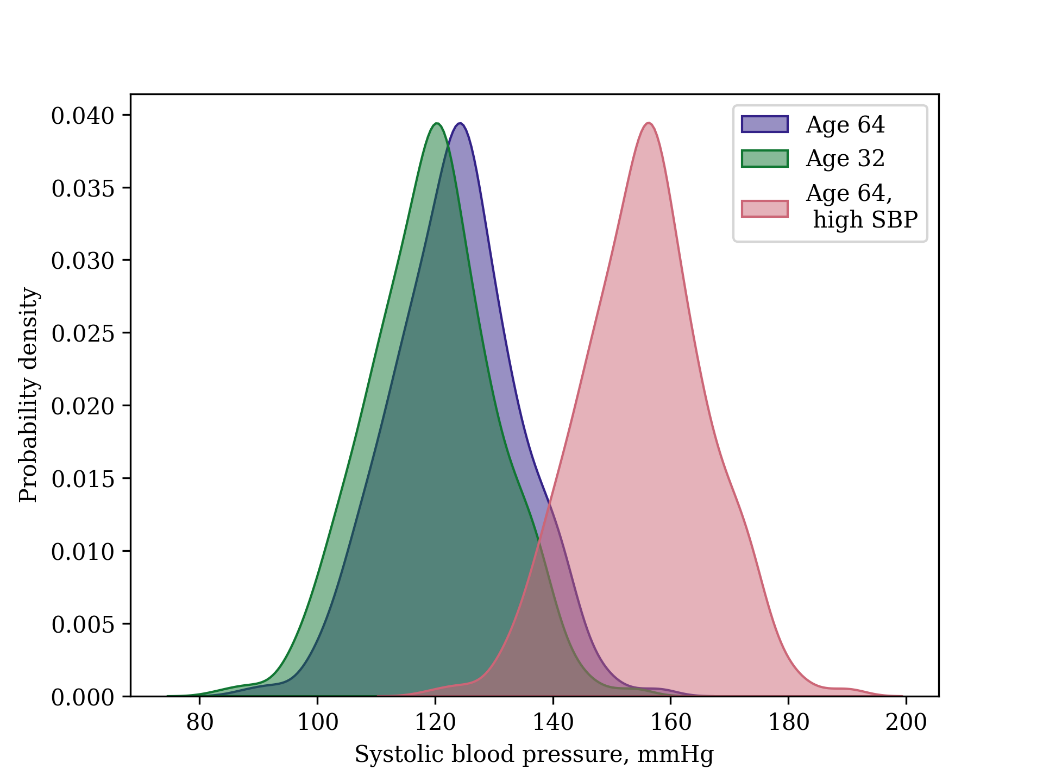 0.040
0.035
0.030
0.025
0.020
0.015
0.010
0.005
0.000
Probability density
80 100 120 140 160 180 200
Systolic blood pressure, mmHg
Age 64
Age 32
Age 64,
high SBP